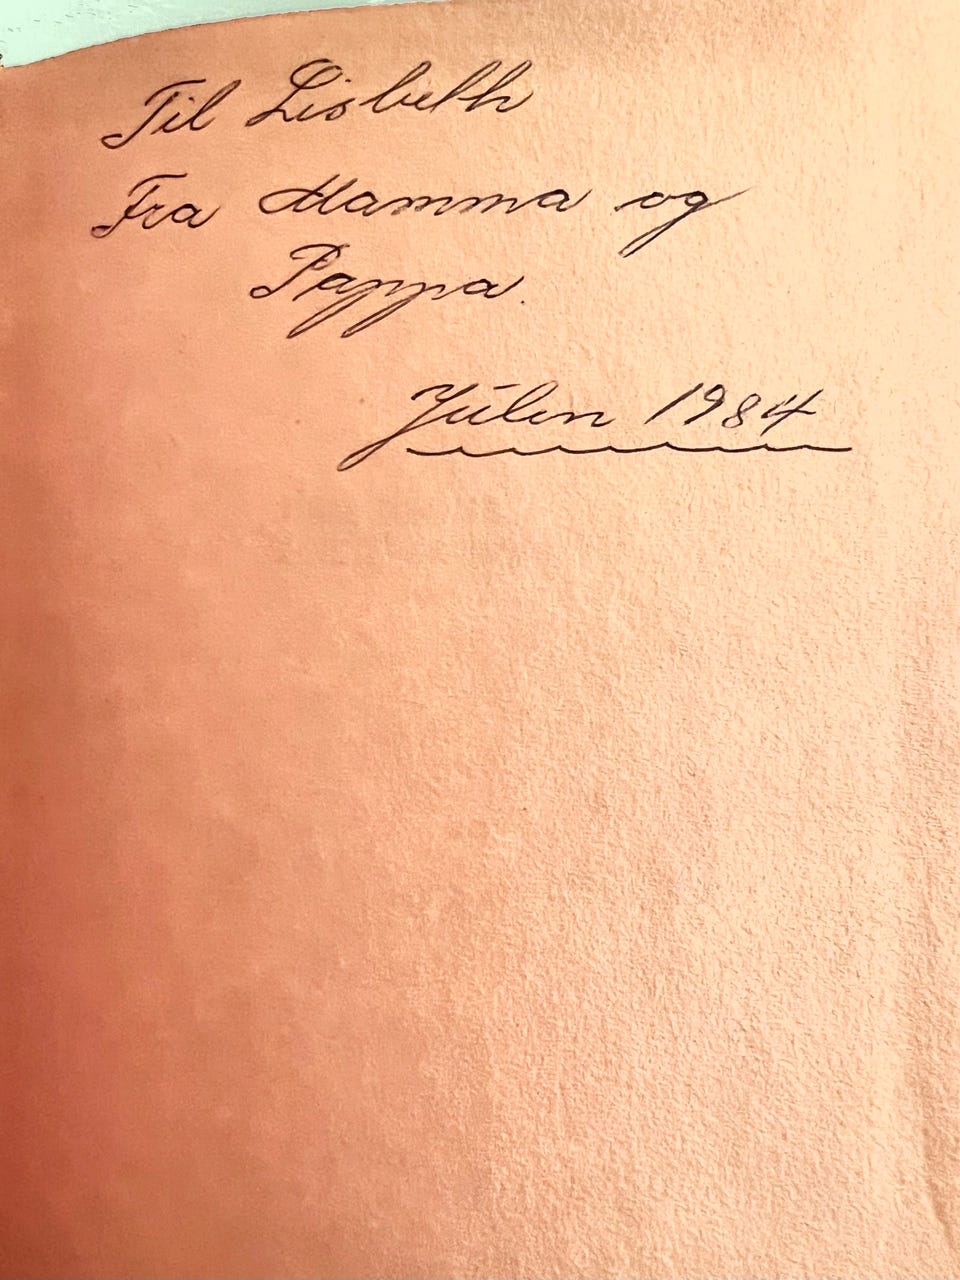 Til Lisbeth
Fra Mamma og
Pappa.
Julen 1984